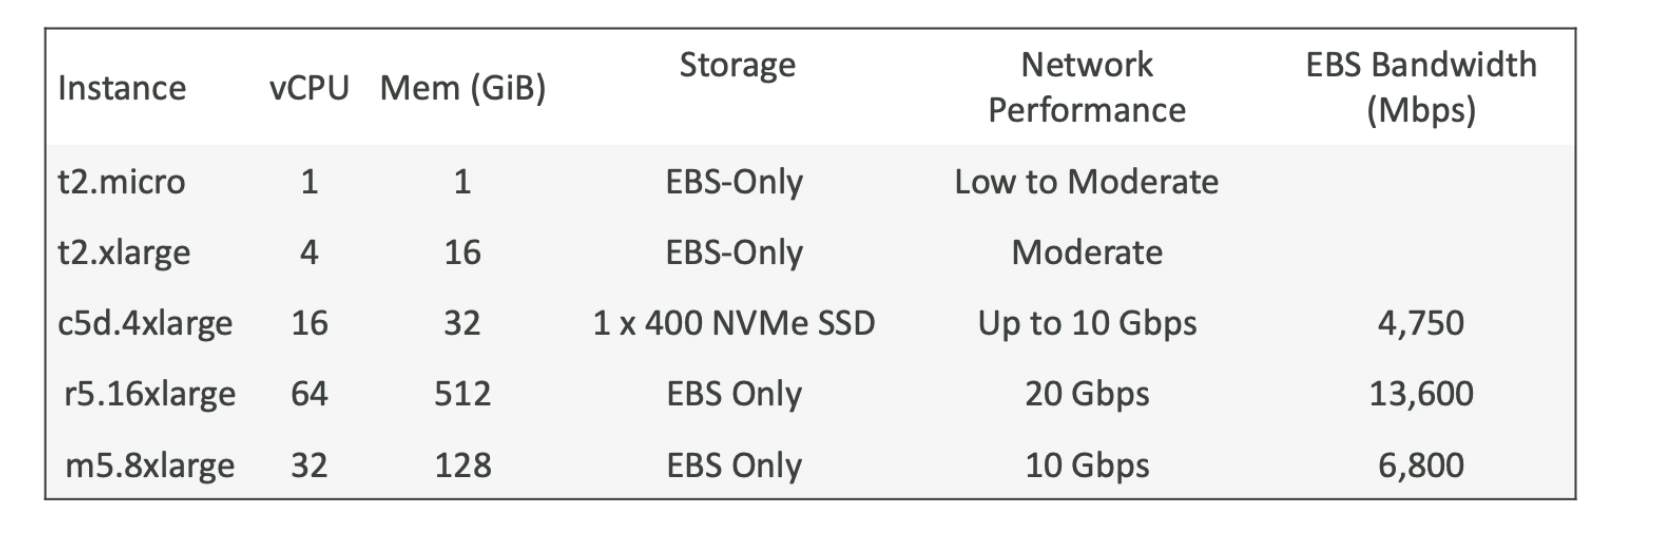 Instance vCPU Mem (GiB) Storage Network Performance EBS Bandwidth (Mbps)
t2.micro 1 1 EBS-Only Low to Moderate
t2.xlarge 4 16 EBS-Only Moderate
c5d.4xlarge 16 32 1 x 400 NVMe SSD Up to 10 Gbps 4,750
r5.16xlarge 64 512 EBS Only 20 Gbps 13,600
m5.8xlarge 32 128 EBS Only 10 Gbps 6,800